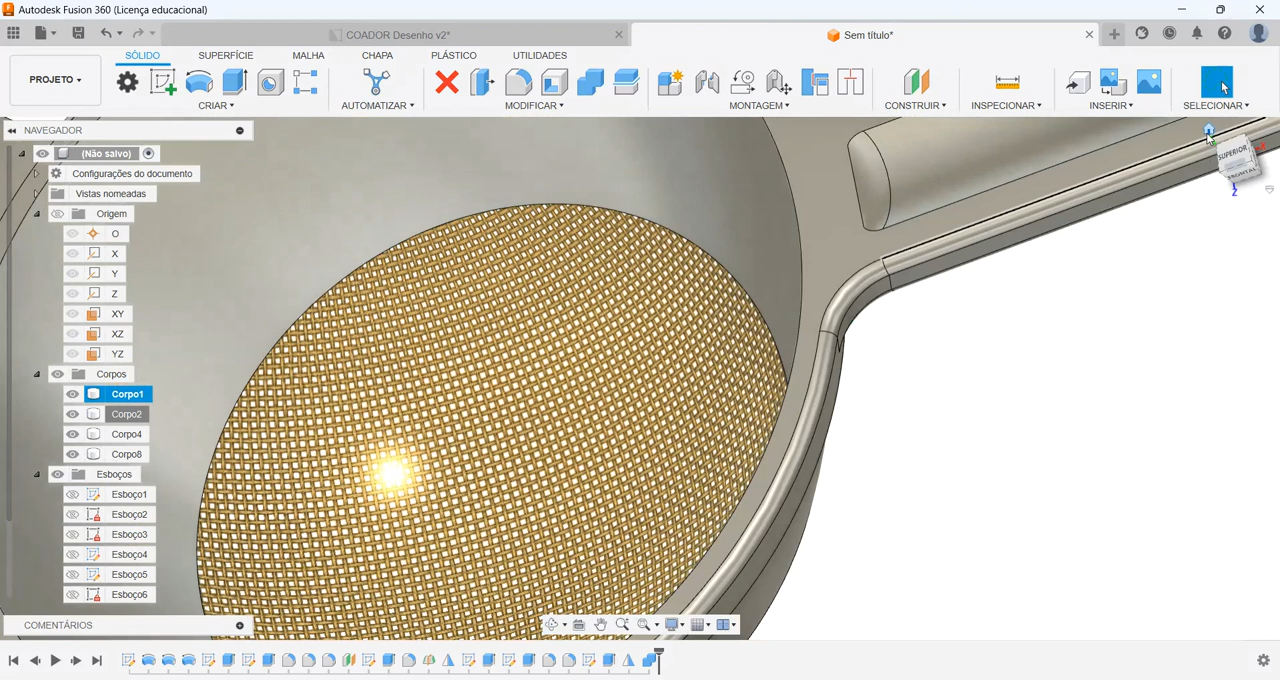 Autodesk Fusion 360 (Licença educacional)
COADOR Desenho v2*
Sem título*
PROJETO
SÓLIDO
SUPERFÍCIE
MALHA
CHAPA
PLÁSTICO
UTILIDADES
CRIAR
AUTOMATIZAR
MODIFICAR
MONTAGEM
CONSTRUIR
INSPECIONAR
INSERIR
SELECIONAR
NAVEGADOR
(Não salvo)
Configurações do documento
Vistas nomeadas
Origem
O
X
Y
Z
XY
XZ
YZ
Corpos
Corpo1
Corpo2
Corpo4
Corpo8
Esboços
Esboço1
Esboço2
Esboço3
Esboço4
Esboço5
Esboço6
SUPERIOR
FRONTAL
X
Z
COMENTÁRIOS